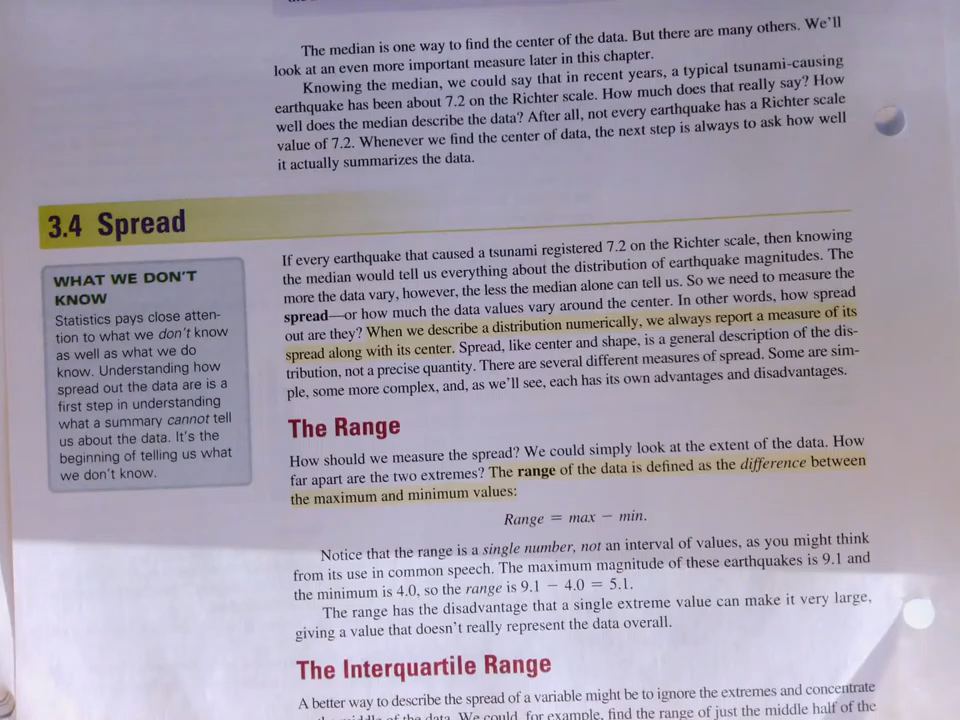 The median is one way to find the center of the data. But there are many others. We'll
look at an even more important measure later in this chapter.
Knowing the median, we could say that in recent years, a typical tsunami-causing
earthquake has been about 7.2 on the Richter scale. How much does that really say? How
well does the median describe the data? After all, not every earthquake has a Richter scale
value of 7.2. Whenever we find the center of data, the next step is always to ask how well
it actually summarizes the data.
3.4 Spread
WHAT WE DON'T
KNOW
Statistics pays close atten-
tion to what we don't know
as well as what we do
know. Understanding how
spread out the data are is a
first step in understanding
what a summary cannot tell
us about the data. It's the
beginning of telling us what
we don't know.
If every earthquake that caused a tsunami registered 7.2 on the Richter scale, then knowing
the median would tell us everything about the distribution of earthquake magnitudes. The
more the data vary, however, the less the median alone can tell us. So we need to measure the
spread—or how much the data values vary around the center. In other words, how spread
out are they? When we describe a distribution numerically, we always report a measure of its
spread along with its center. Spread, like center and shape, is a general description of the dis-
tribution, not a precise quantity. There are several different measures of spread. Some are sim-
ple, some more complex, and, as we'll see, each has its own advantages and disadvantages.
The Range
How should we measure the spread? We could simply look at the extent of the data. How
far apart are the two extremes? The range of the data is defined as the difference between
the maximum and minimum values:
Range = max − min.
Notice that the range is a single number, not an interval of values, as you might think
from its use in common speech. The maximum magnitude of these earthquakes is 9.1 and
the minimum is 4.0, so the range is 9.1 − 4.0 = 5.1.
The range has the disadvantage that a single extreme value can make it very large,
giving a value that doesn't really represent the data overall.
The Interquartile Range
A better way to describe the spread of a variable might be to ignore the extremes and concentrate
of the data. We could, for example, find the range of just the middle half of the